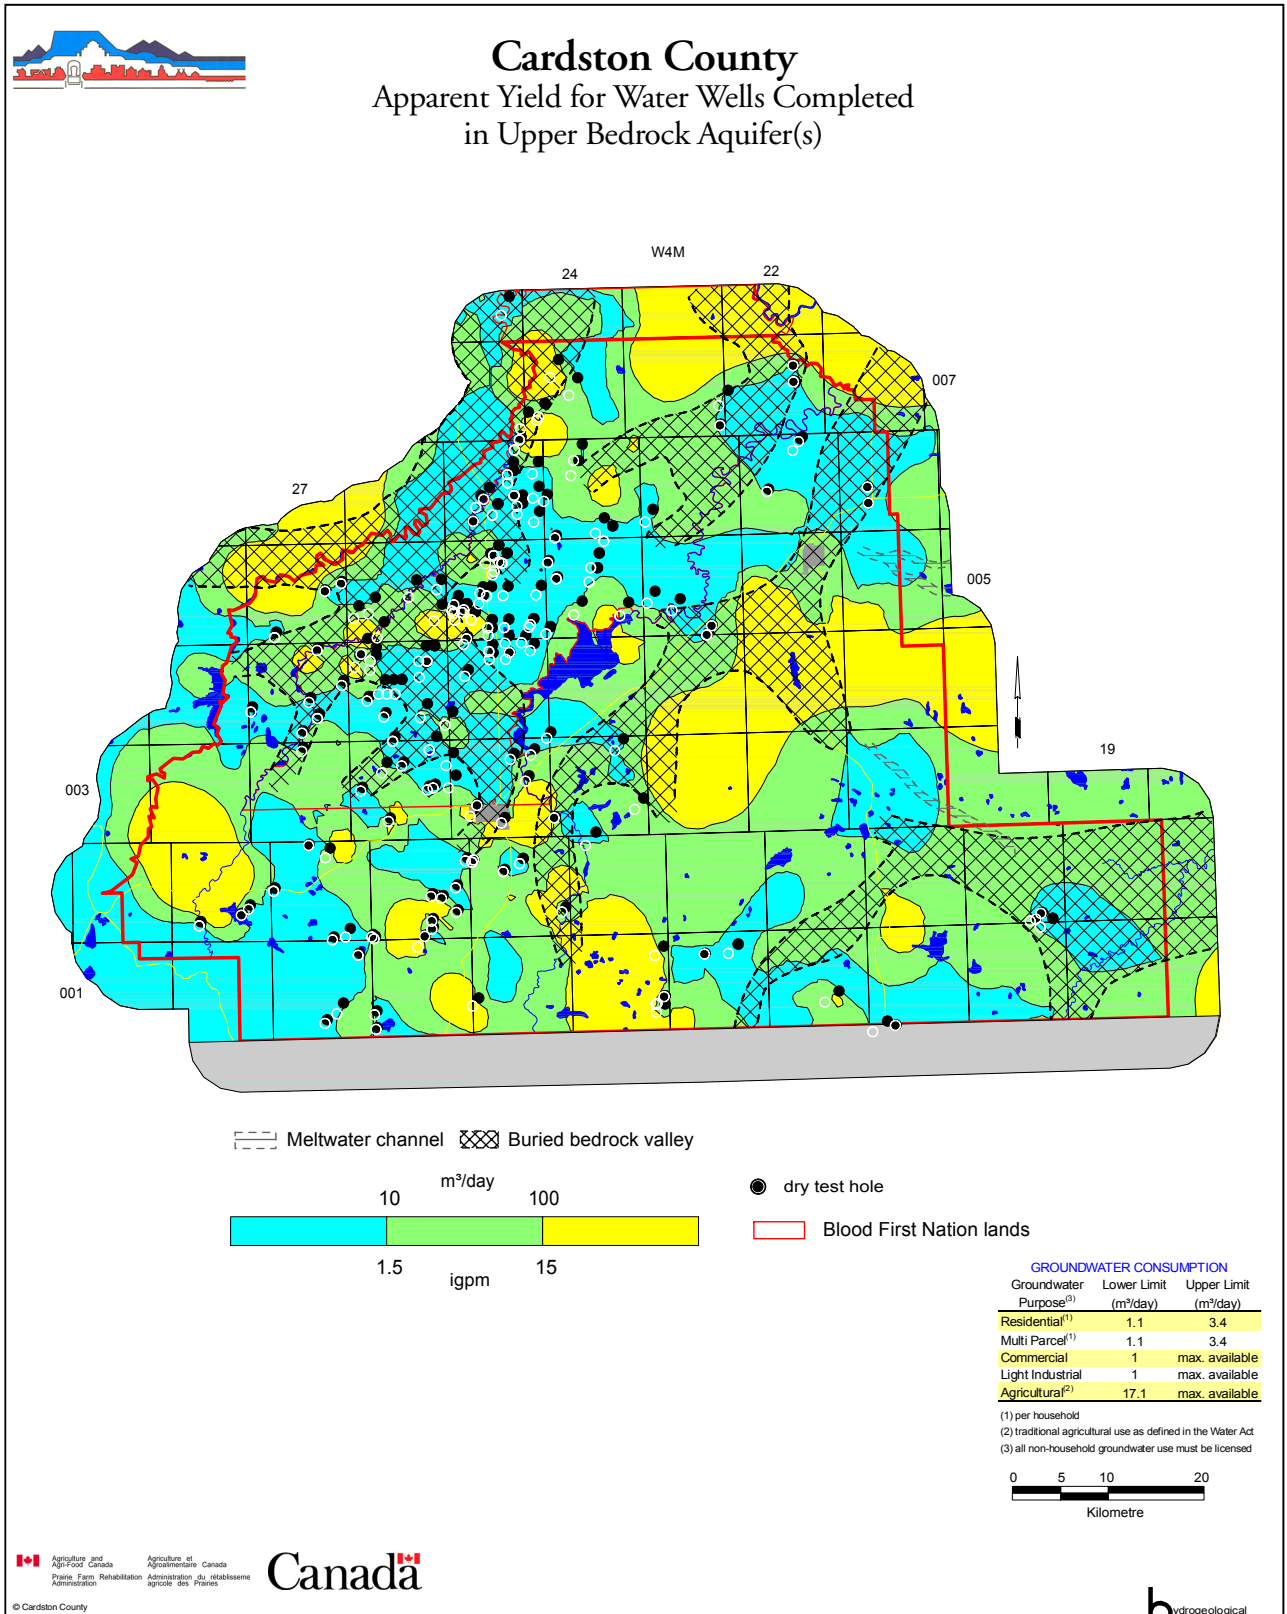 Cardston County
Apparent Yield for Water Wells Completed
in Upper Bedrock Aquifer(s)
W4M
24
22
007
27
005
19
003
001
Meltwater channel
Buried bedrock valley
m³/day
10
100
1.5
15
igpm
dry test hole
Blood First Nation lands
GROUNDWATER CONSUMPTION
Groundwater Lower Limit Upper Limit
Purpose(3) (m³/day) (m³/day)
Residential(1) 1.1 3.4
Multi Parcel(1) 1.1 3.4
Commercial 1 max. available
Light Industrial 1 max. available
Agricultural(2) 17.1 max. available
(1) per household
(2) traditional agricultural use as defined in the Water Act
(3) all non-household groundwater use must be licensed
0 5 10 20
Kilometre
Agriculture and Agriculture et
Agri-Food Canada Agroalimentaire Canada
Prairie Farm Rehabilitation Administration du rétablisseme
Administration agricole des Prairies
Canada
© Cardston County
hydrogeological